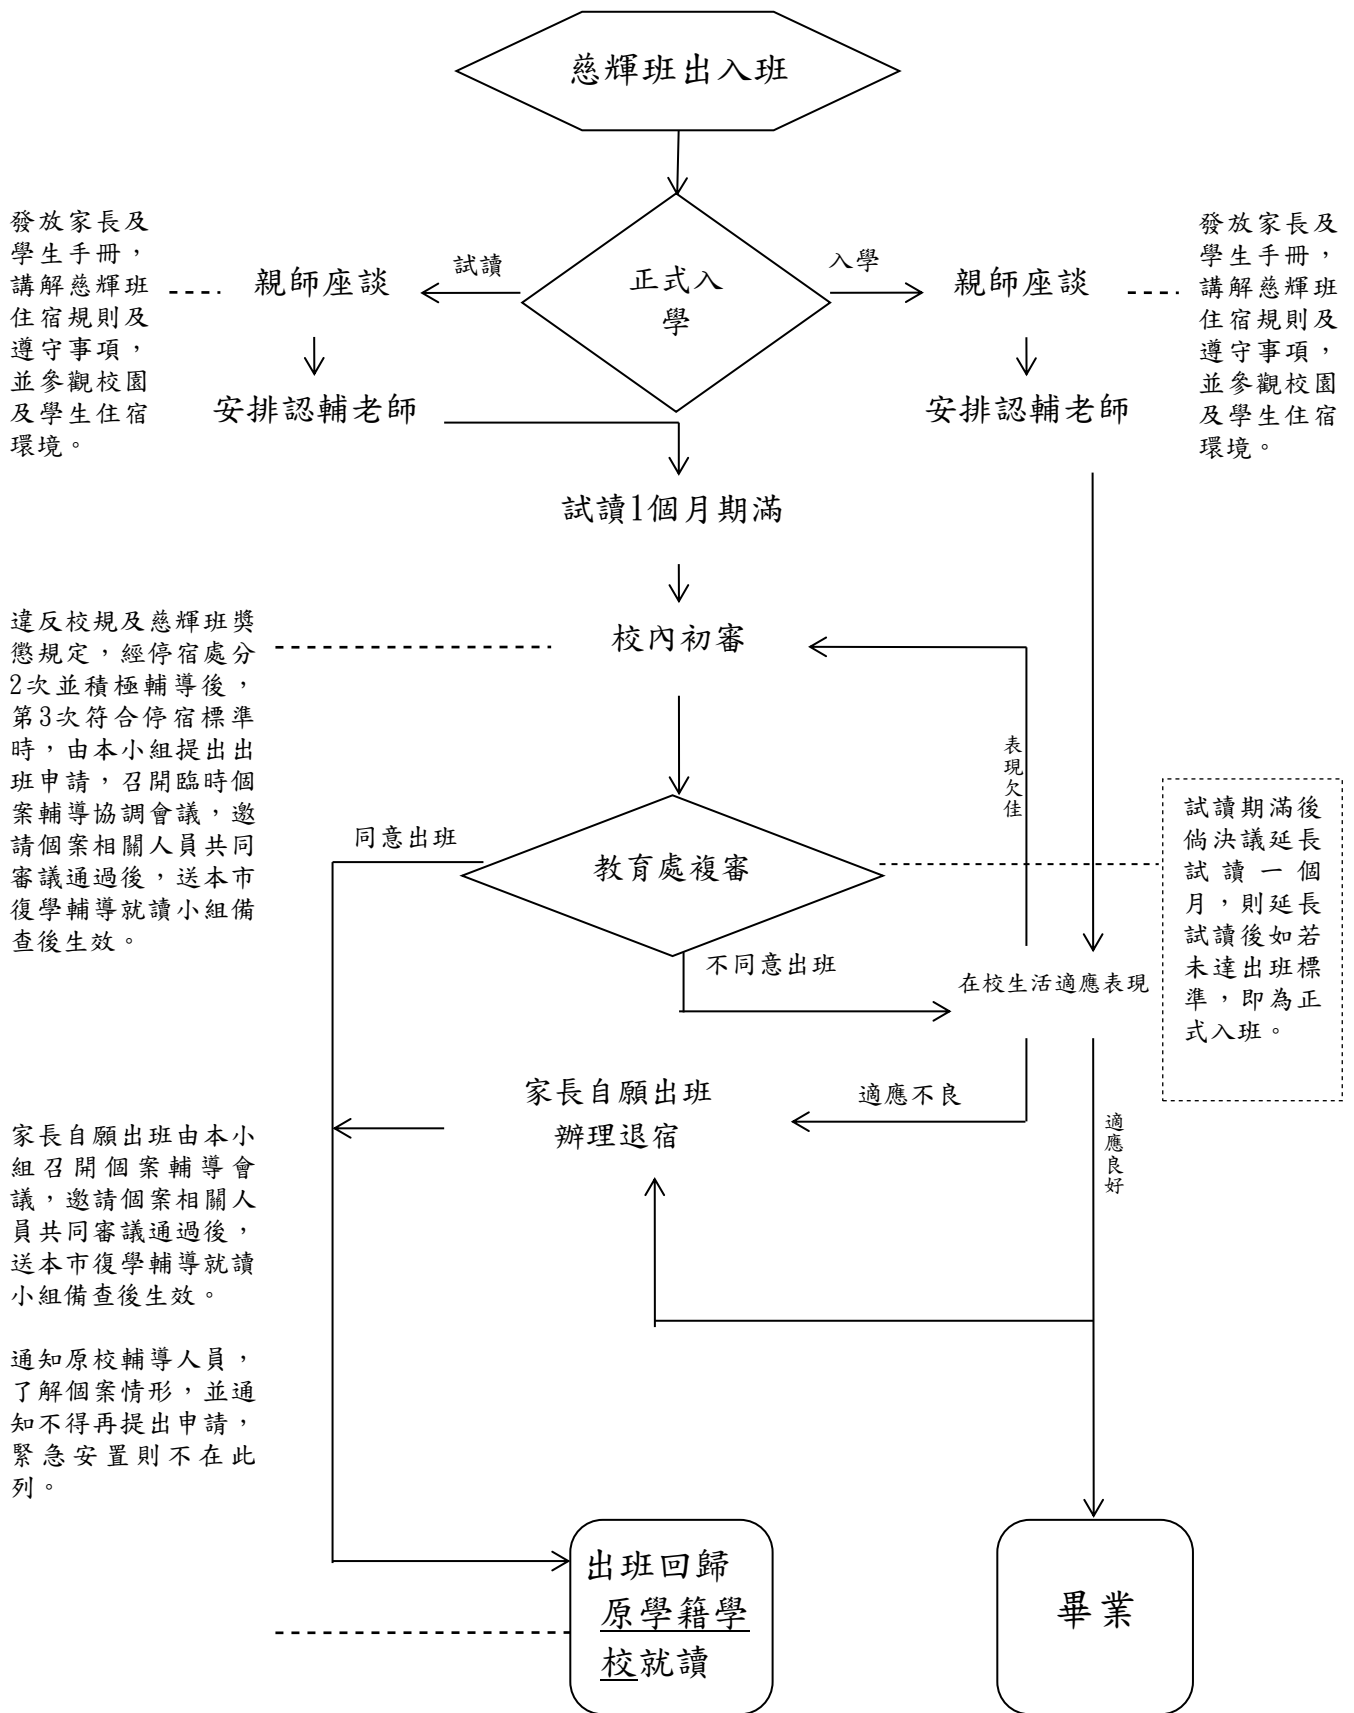 慈輝班出入班
發放家長及
學生手冊，
講解慈輝班
住宿規則及
遵守事項，
並參觀校園
及學生住宿
環境。
親師座談
試讀
正式入
學
入學
親師座談
發放家長及
學生手冊，
講解慈輝班
住宿規則及
遵守事項，
並參觀校園
及學生住宿
環境。
安排認輔老師
安排認輔老師
試讀1個月期滿
違反校規及慈輝班獎
懲規定，經停宿處分
2次並積極輔導後，
第3次符合停宿標準
時，由本小組提出出
班申請，召開臨時個
案輔導協調會議，邀
請個案相關人員共同
審議通過後，送本市
復學輔導就讀小組備
查後生效。
校內初審
表現欠佳
同意出班
教育處複審
不同意出班
在校生活適應表現
試讀期滿後
倘決議延長
試讀一個
月，則延長
試讀後如若
未達出班標
準，即為正
式入班。
家長自願出班
辦理退宿
適應不良
適應良好
家長自願出班由本小
組召開個案輔導會
議，邀請個案相關人
員共同審議通過後，
送本市復學輔導就讀
小組備查後生效。
通知原校輔導人員，
了解個案情形，並通
知不得再提出申請，
緊急安置則不在此
列。
出班回歸
原學籍學
校就讀
畢業